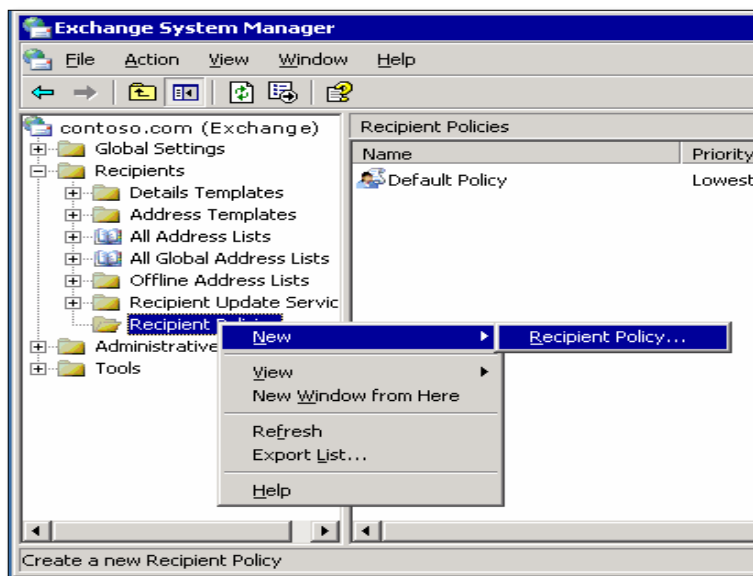 Exchange System Manager
File Action View Window Help
contoso.com (Exchange)
Global Settings
Recipients
Details Templates
Address Templates
All Address Lists
All Global Address Lists
Offline Address Lists
Recipient Update Servic
Recipient
Administrative
Tools
Recipient Policies
Name Priority
Default Policy Lowest
New
View
New Window from Here
Refresh
Export List...
Help
Recipient Policy...
Create a new Recipient Policy